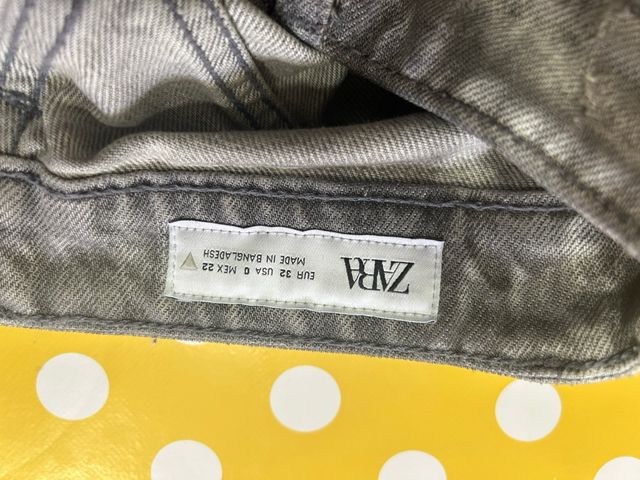 ZARA
EUR 32 USA 0 MEX 22
MADE IN BANGLADESH